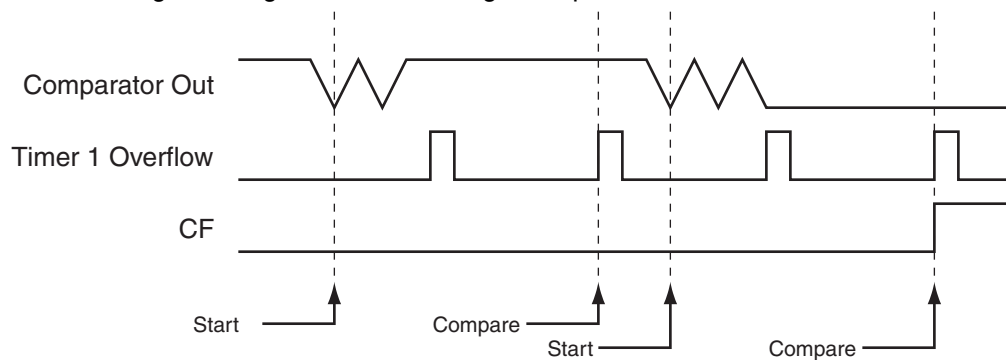 Comparator Out
Timer 1 Overflow
CF
Start
Compare
Start
Compare